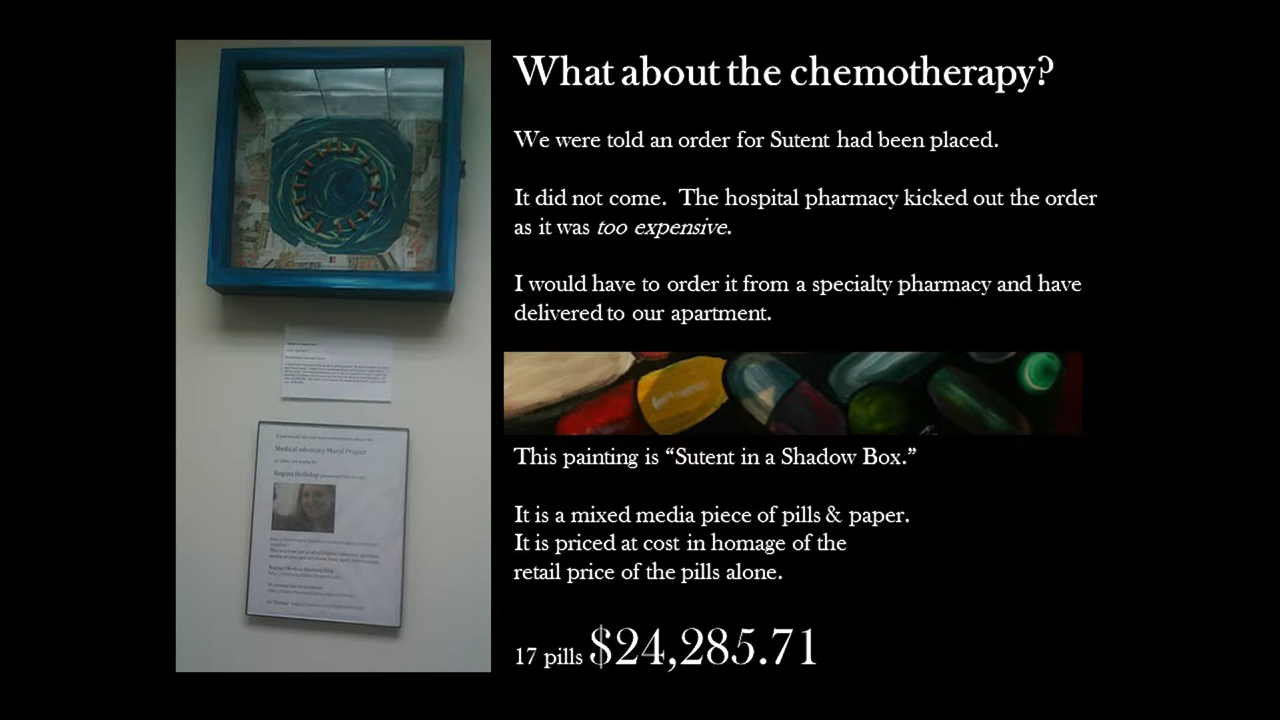 What about the chemotherapy?
We were told an order for Sutent had been placed.
It did not come. The hospital pharmacy kicked out the order
as it was too expensive.
I would have to order it from a specialty pharmacy and have
delivered to our apartment.
This painting is “Sutent in a Shadow Box.”
It is a mixed media piece of pills & paper.
It is priced at cost in homage of the
retail price of the pills alone.
17 pills $24,285.71
Medical advocacy Mural Project
Regina Holliday